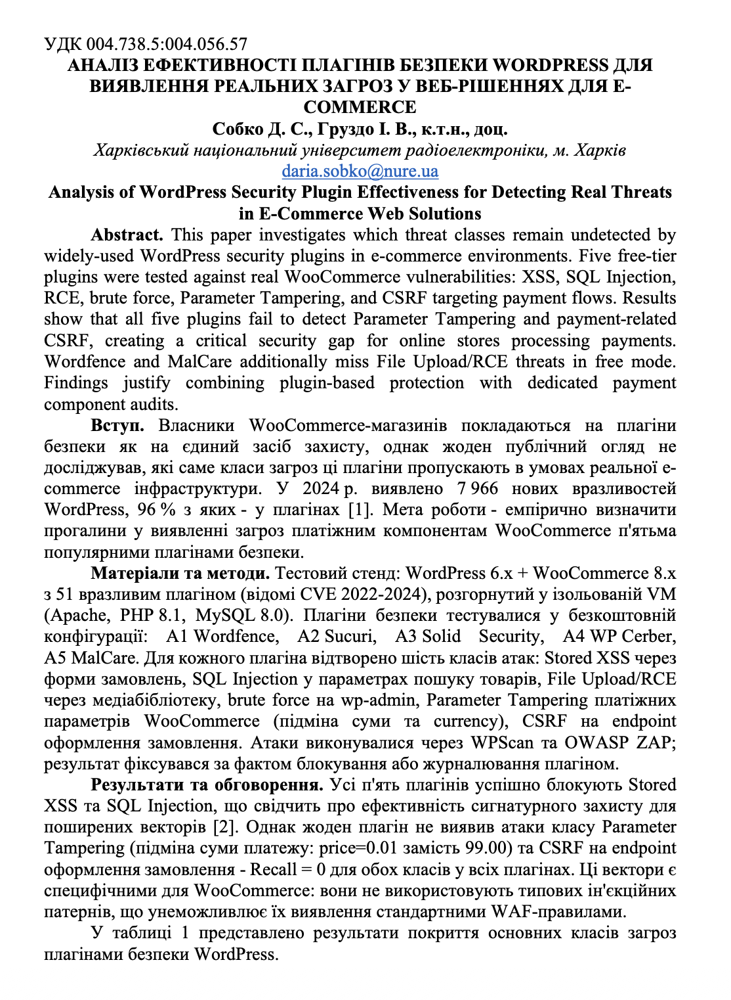 УДК 004.738.5:004.056.57
АНАЛІЗ ЕФЕКТИВНОСТІ ПЛАГІНІВ БЕЗПЕКИ WORDPRESS ДЛЯ
ВИЯВЛЕННЯ РЕАЛЬНИХ ЗАГРОЗ У ВЕБ-РІШЕННЯХ ДЛЯ E-
COMMERCE
Собко Д. С., Груздо І. В., к.т.н., доц.
Харківський національний університет радіоелектроніки, м. Харків
daria.sobko@nure.ua
Analysis of WordPress Security Plugin Effectiveness for Detecting Real Threats
in E-Commerce Web Solutions
Abstract. This paper investigates which threat classes remain undetected by
widely-used WordPress security plugins in e-commerce environments. Five free-tier
plugins were tested against real WooCommerce vulnerabilities: XSS, SQL Injection,
RCE, brute force, Parameter Tampering, and CSRF targeting payment flows. Results
show that all five plugins fail to detect Parameter Tampering and payment-related
CSRF, creating a critical security gap for online stores processing payments.
Wordfence and MalCare additionally miss File Upload/RCE threats in free mode.
Findings justify combining plugin-based protection with dedicated payment
component audits.
Вступ. Власники WooCommerce-магазинів покладаються на плагіни
безпеки як на єдиний засіб захисту, однак жоден публічний огляд не
досліджував, які саме класи загроз ці плагіни пропускають в умовах реальної e-
commerce інфраструктури. У 2024 р. виявлено 7 966 нових вразливостей
WordPress, 96 % з яких - у плагінах [1]. Мета роботи - емпірично визначити
прогалини у виявленні загроз платіжним компонентам WooCommerce п'ятьма
популярними плагінами безпеки.
Матеріали та методи. Тестовий стенд: WordPress 6.x + WooCommerce 8.x
з 51 вразливим плагіном (відомі CVE 2022-2024), розгорнутий у ізольованій VM
(Apache, PHP 8.1, MySQL 8.0). Плагіни безпеки тестувалися у безкоштовній
конфігурації: A1 Wordfence, A2 Sucuri, A3 Solid Security, A4 WP Cerber,
A5 MalCare. Для кожного плагіна відтворено шість класів атак: Stored XSS через
форми замовлень, SQL Injection у параметрах пошуку товарів, File Upload/RCE
через медіабібліотеку, brute force на wp-admin, Parameter Tampering платіжних
параметрів WooCommerce (підміна суми та currency), CSRF на endpoint
оформлення замовлення. Атаки виконувалися через WPScan та OWASP ZAP;
результат фіксувався за фактом блокування або журналювання плагіном.
Результати та обговорення. Усі п'ять плагінів успішно блокують Stored
XSS та SQL Injection, що свідчить про ефективність сигнатурного захисту для
поширених векторів [2]. Однак жоден плагін не виявив атаки класу Parameter
Tampering (підміна суми платежу: price=0.01 замість 99.00) та CSRF на endpoint
оформлення замовлення - Recall = 0 для обох класів у всіх плагінах. Ці вектори є
специфічними для WooCommerce: вони не використовують типових ін'єкційних
патернів, що унеможливлює їх виявлення стандартними WAF-правилами.
У таблиці 1 представлено результати покриття основних класів загроз
плагінами безпеки WordPress.